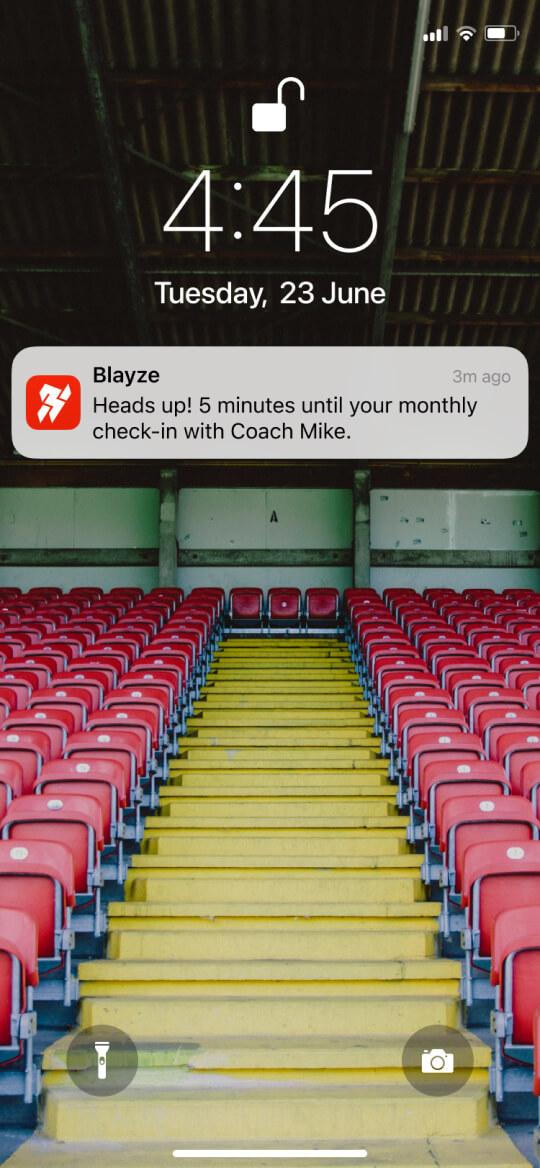 4:45
Tuesday, 23 June
Blayze
3m ago
Heads up! 5 minutes until your monthly
check-in with Coach Mike.
A